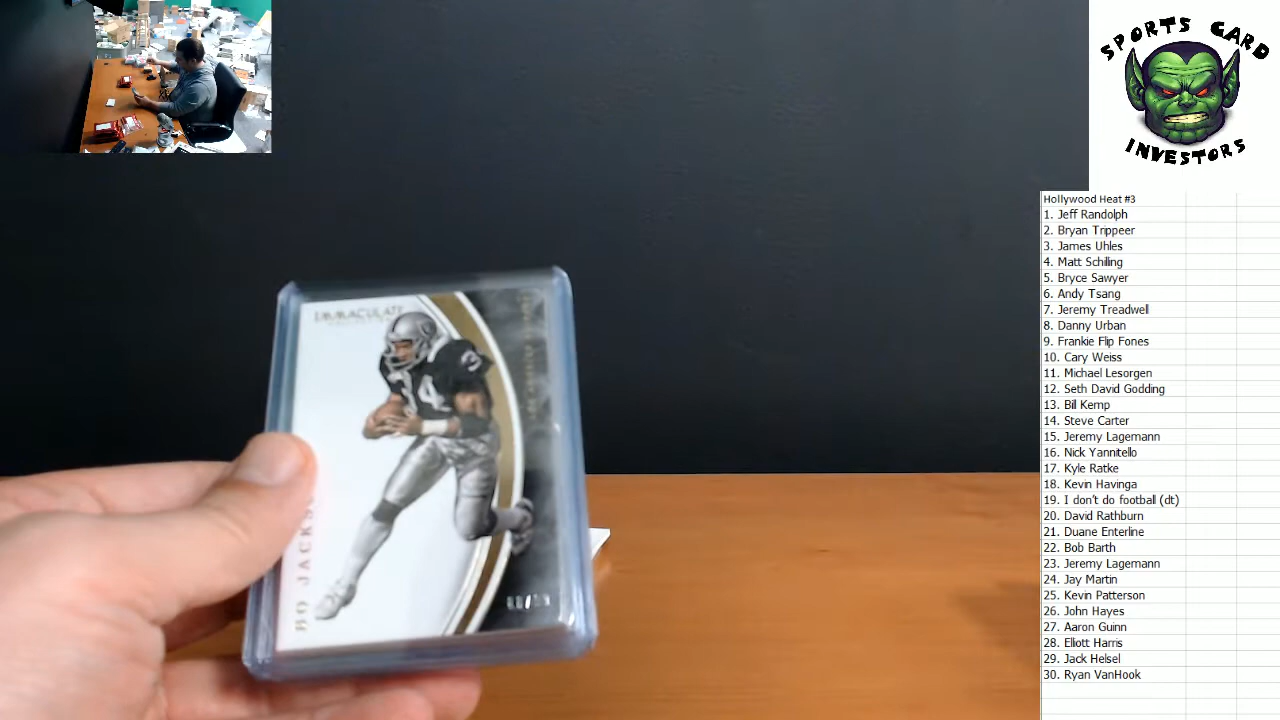 SPORTS CARD
INVESTORS
Hollywood Heat #3
1. Jeff Randolph
2. Bryan Trippeer
3. James Uhles
4. Matt Schiling
5. Bryce Sawyer
6. Andy Tsang
7. Jeremy Treadwell
8. Danny Urban
9. Frankie Flip Fones
10. Cary Weiss
11. Michael Lesorgen
12. Seth David Godding
13. Bill Kemp
14. Steve Carter
15. Jeremy Lagemann
16. Nick Yannitello
17. Kyle Ratke
18. Kevin Havinga
19. I don't do football (dt)
20. David Rathburn
21. Duane Enterline
22. Bob Barth
23. Jeremy Lagemann
24. Jay Martin
25. Kevin Patterson
26. John Hayes
27. Aaron Guinn
28. Eliott Harris
29. Jack Helsel
30. Ryan VanHook
IMMACULATE
34
BO